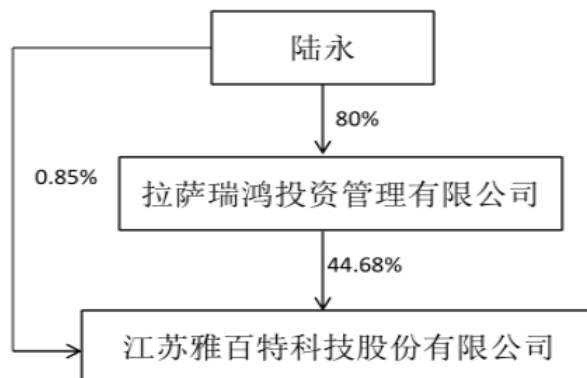 陆永
80%
0.85%
拉萨瑞鸿投资管理有限公司
44.68%
江苏雅百特科技股份有限公司